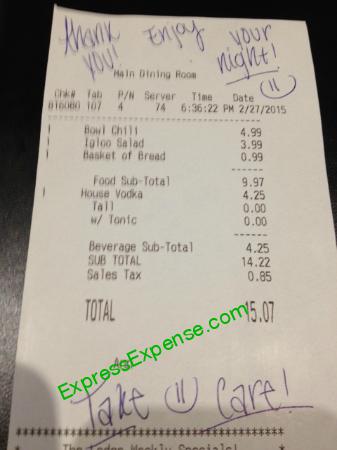 Thank you! Enjoy your night!
Main Dining Room
Chk# Tab P/N Server Time Date
816080 107 4 74 6:36:22 PM 2/27/2015
1 Bowl Chili 4.99
1 Igloo Salad 3.99
1 Basket of Bread 0.99
Food Sub-Total 9.97
1 House Vodka 4.25
Tall 0.00
w/ Tonic 0.00
Beverage Sub-Total 4.25
SUB TOTAL 14.22
Sales Tax 0.85
TOTAL 15.07
ExpressExpense.com
Take Care!
The Lodge Weekly Specials!